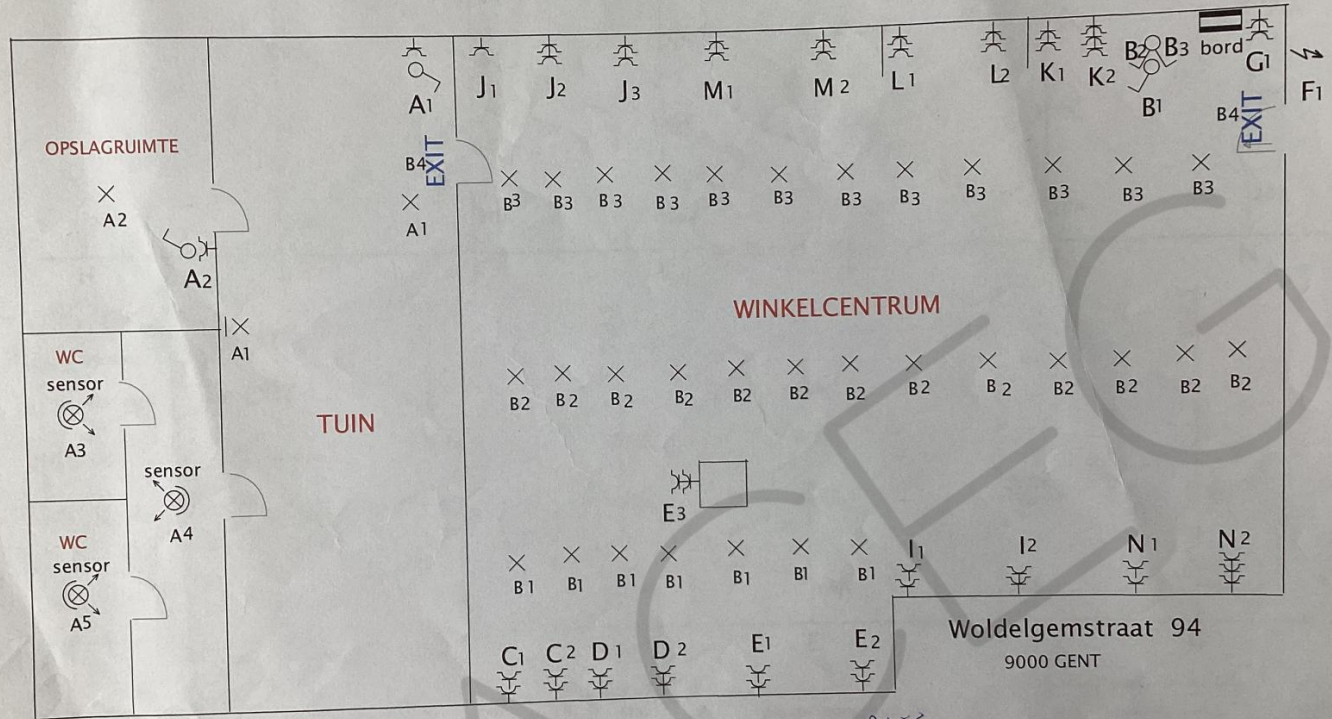 B2 B3 bord
A1 J1 J2 J3 M1 M2 L1 L2 K1 K2 B1 G1 F1
OPSLAGRUIMTE
B4 EXIT
B4 EXIT
A2
A1
B3 B3 B3 B3 B3 B3 B3 B3 B3 B3 B3 B3
A2
WINKELCENTRUM
A1
WC
sensor
A3
TUIN
B2 B2 B2 B2 B2 B2 B2 B2 B2 B2 B2 B2 B2
sensor
A4
E3
WC
sensor
A5
I1 I2 N1 N2
B1 B1 B1 B1 B1 B1 B1
C1 C2 D1 D2 E1 E2
Woldelgemstraat 94
9000 GENT
CEG